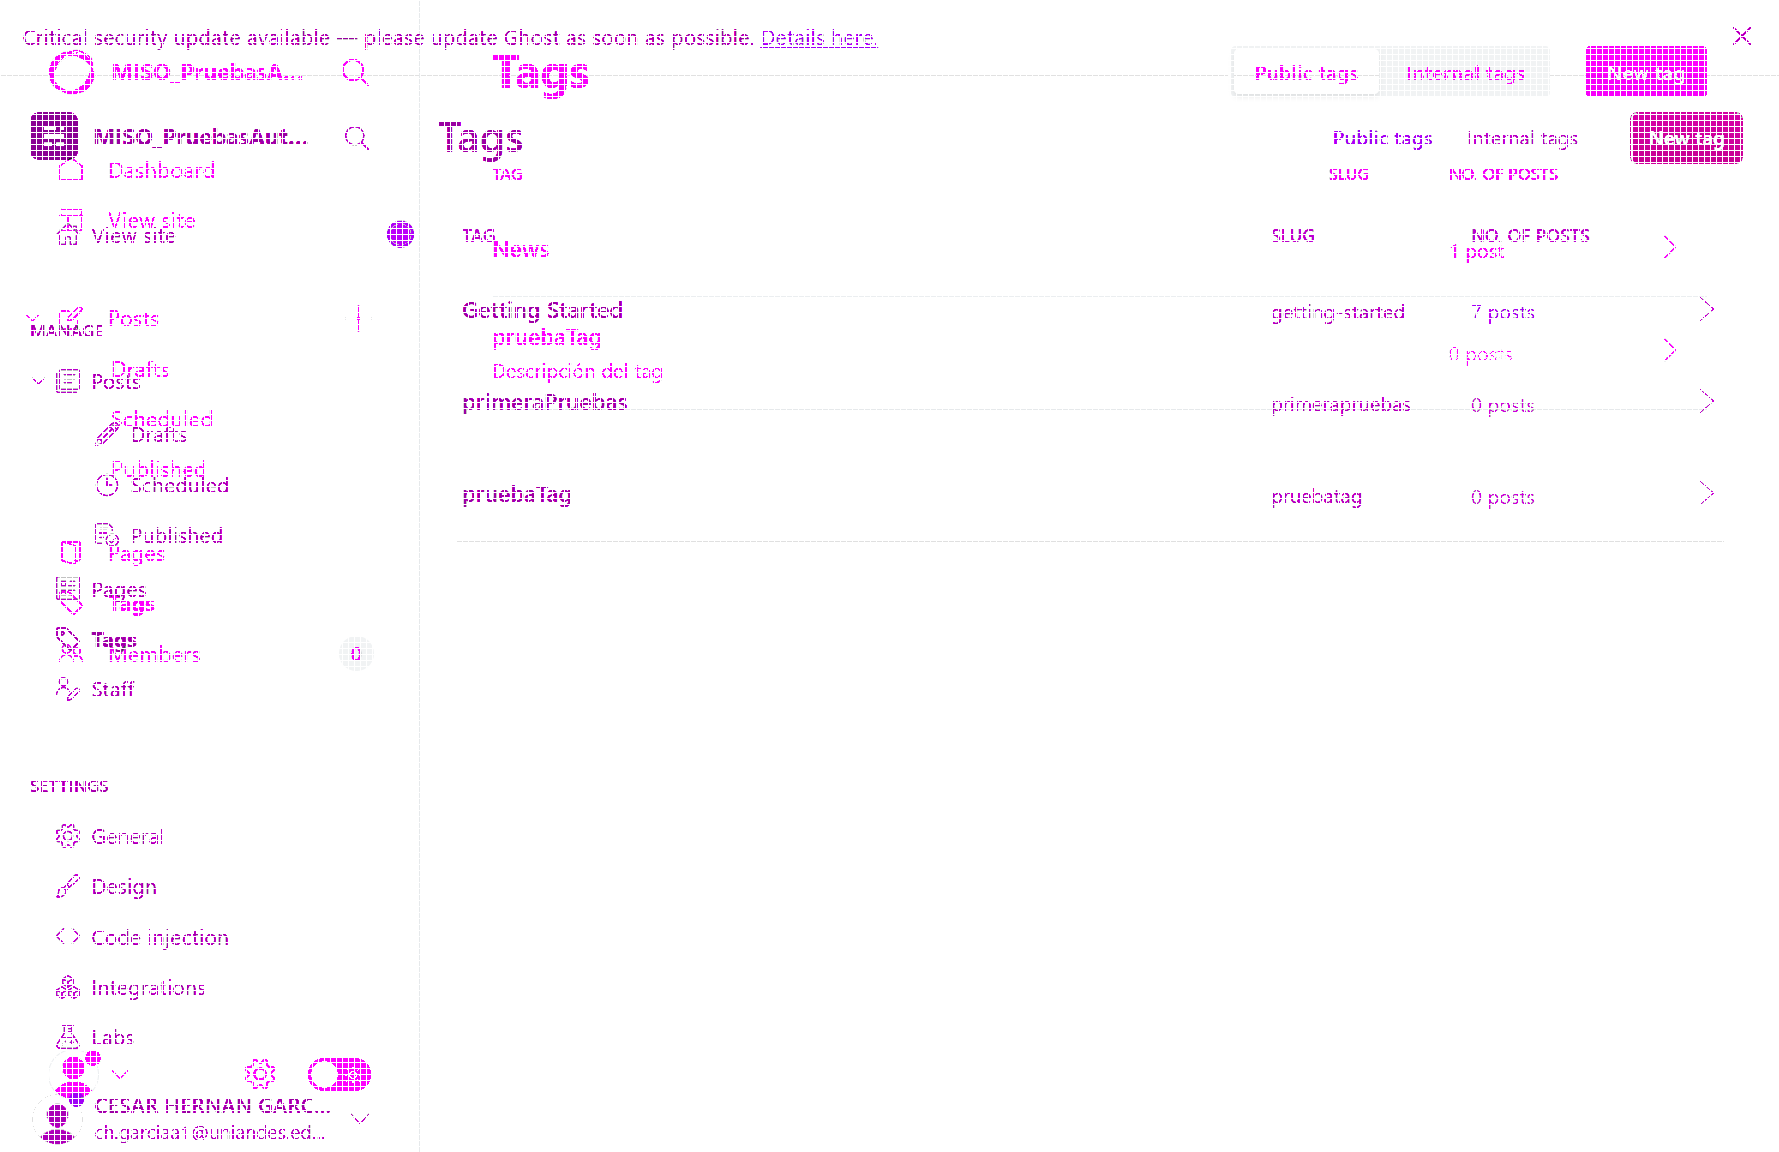 Critical security update available — please update Ghost as soon as possible. Details here.
MISO_PruebasA...
Tags
Public tags
Internal tags
New tag
MISO_PruebasAut...
Tags
Public tags
Internal tags
New tag
Dashboard
TAG
SLUG
NO. OF POSTS
View site
View site
TAG
SLUG
NO. OF POSTS
News
1 post
Getting Started
getting-started
7 posts
Posts
MANAGE
pruebaTag
0 posts
Descripción del tag
Drafts
Posts
primeraPruebas
primerapruebas
0 posts
Scheduled
Drafts
Published
Scheduled
pruebaTag
pruebatag
0 posts
Published
Pages
Pages
Tags
Tags
Members
0
Staff
SETTINGS
General
Design
Code injection
Integrations
Labs
CESAR HERNAN GARC...
ch.garciaa1@uniandes.ed...